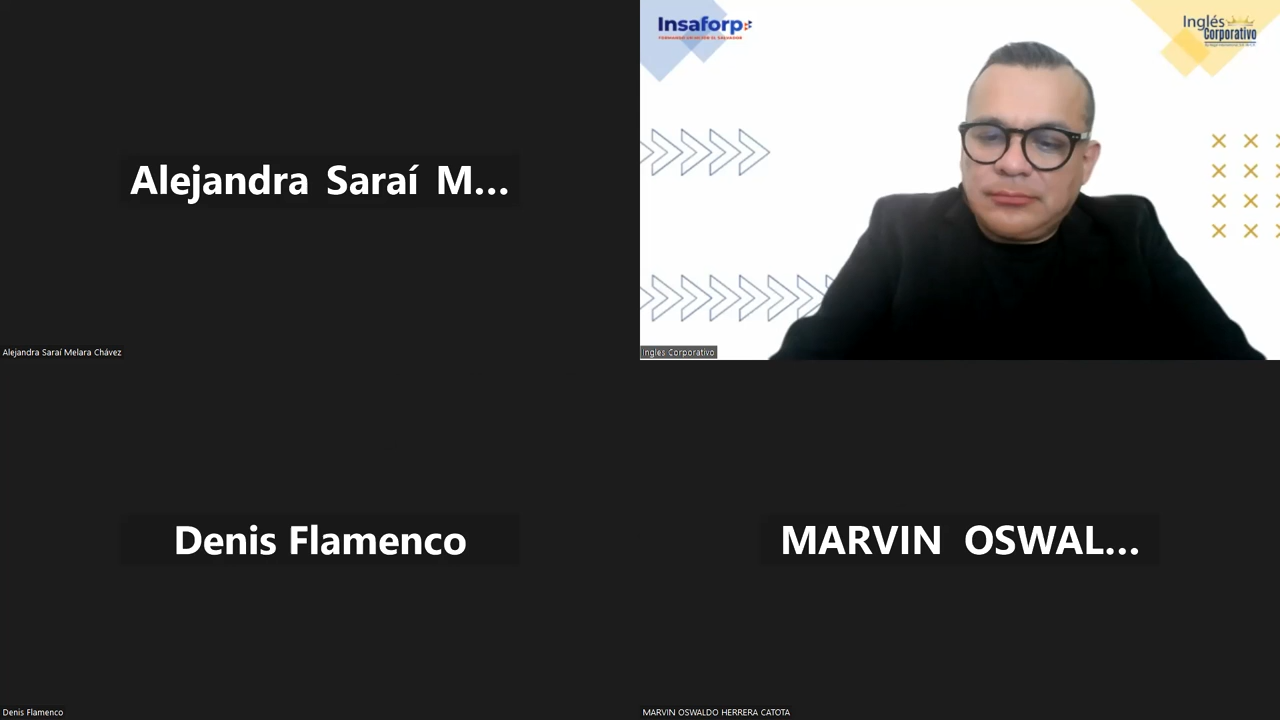 Alejandra Saraí M...
Alejandra Saraí Melara Chávez
Insaforp
Inglés
Corporativo
Ingles Corporativo
Denis Flamenco
Denis Flamenco
MARVIN OSWAL...
MARVIN OSWALDO HERRERA CATOTA